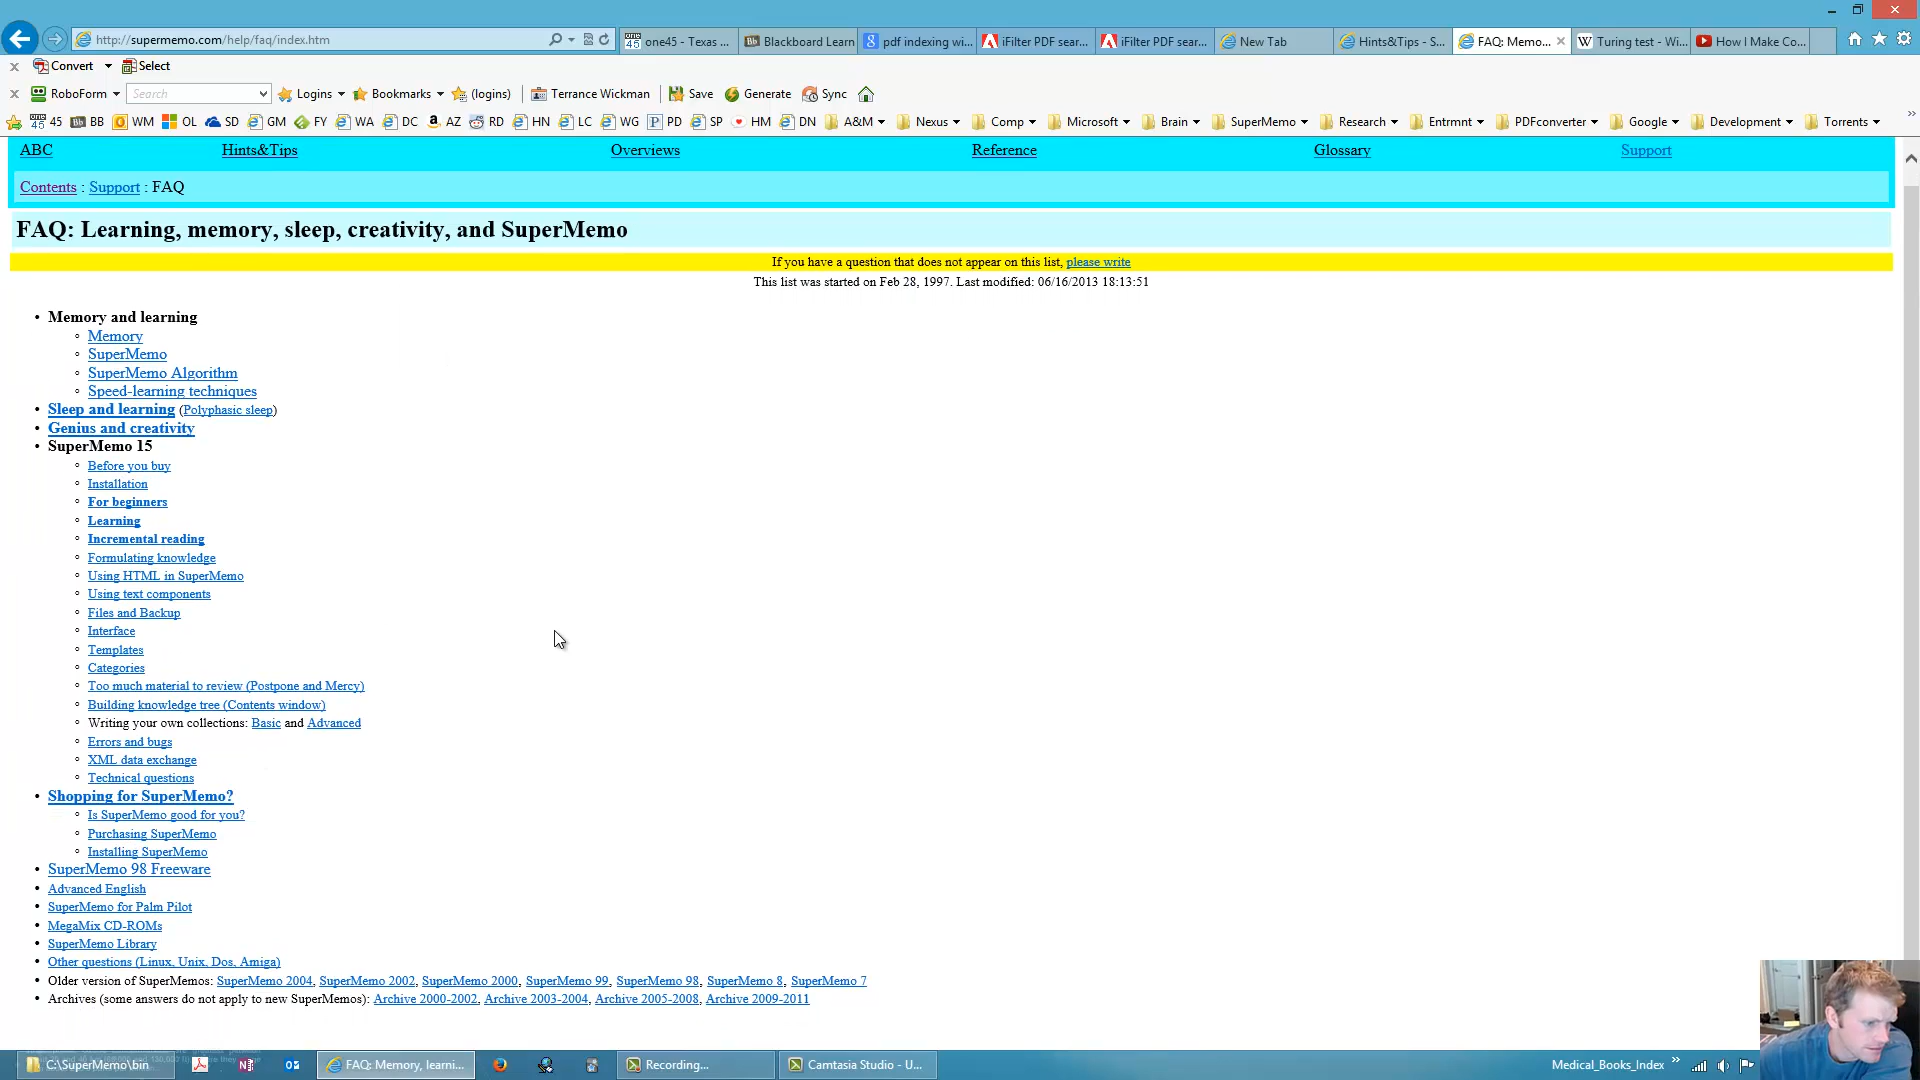 http://supermemo.com/help/faq/index.htm
one45 - Texas ...
Blackboard Learn
pdf indexing wi...
iFilter PDF sear...
iFilter PDF sear...
New Tab
Hints&Tips - S...
FAQ: Memo...
Turing test - Wi...
How I Make Co...
Convert
Select
RoboForm
Search
Logins
Bookmarks
(logins)
Terrance Wickman
Save
Generate
Sync
45 BB WM OL SD GM FY WA DC AZ RD HN LC WG PD SP HM DN A&M Nexus Comp Microsoft Brain SuperMemo Research Entrmnt PDFconverter Google Development Torrents
ABC Hints&Tips Overviews Reference Glossary Support
Contents : Support : FAQ
FAQ: Learning, memory, sleep, creativity, and SuperMemo
If you have a question that does not appear on this list, please write
This list was started on Feb 28, 1997. Last modified: 06/16/2013 18:13:51
• Memory and learning
Memory
SuperMemo
SuperMemo Algorithm
Speed-learning techniques
• Sleep and learning (Polyphasic sleep)
• Genius and creativity
• SuperMemo 15
Before you buy
Installation
For beginners
Learning
Incremental reading
Formulating knowledge
Using HTML in SuperMemo
Using text components
Files and Backup
Interface
Templates
Categories
Too much material to review (Postpone and Mercy)
Building knowledge tree (Contents window)
Writing your own collections: Basic and Advanced
Errors and bugs
XML data exchange
Technical questions
• Shopping for SuperMemo?
Is SuperMemo good for you?
Purchasing SuperMemo
Installing SuperMemo
• SuperMemo 98 Freeware
• Advanced English
• SuperMemo for Palm Pilot
• MegaMix CD-ROMs
• SuperMemo Library
• Other questions (Linux, Unix, Dos, Amiga)
• Older version of SuperMemos: SuperMemo 2004, SuperMemo 2002, SuperMemo 2000, SuperMemo 99, SuperMemo 98, SuperMemo 8, SuperMemo 7
• Archives (some answers do not apply to new SuperMemos): Archive 2000-2002, Archive 2003-2004, Archive 2005-2008, Archive 2009-2011
C:\SuperMemo\bin
FAQ: Memory, learni...
Recording...
Camtasia Studio - U...
Medical_Books_Index